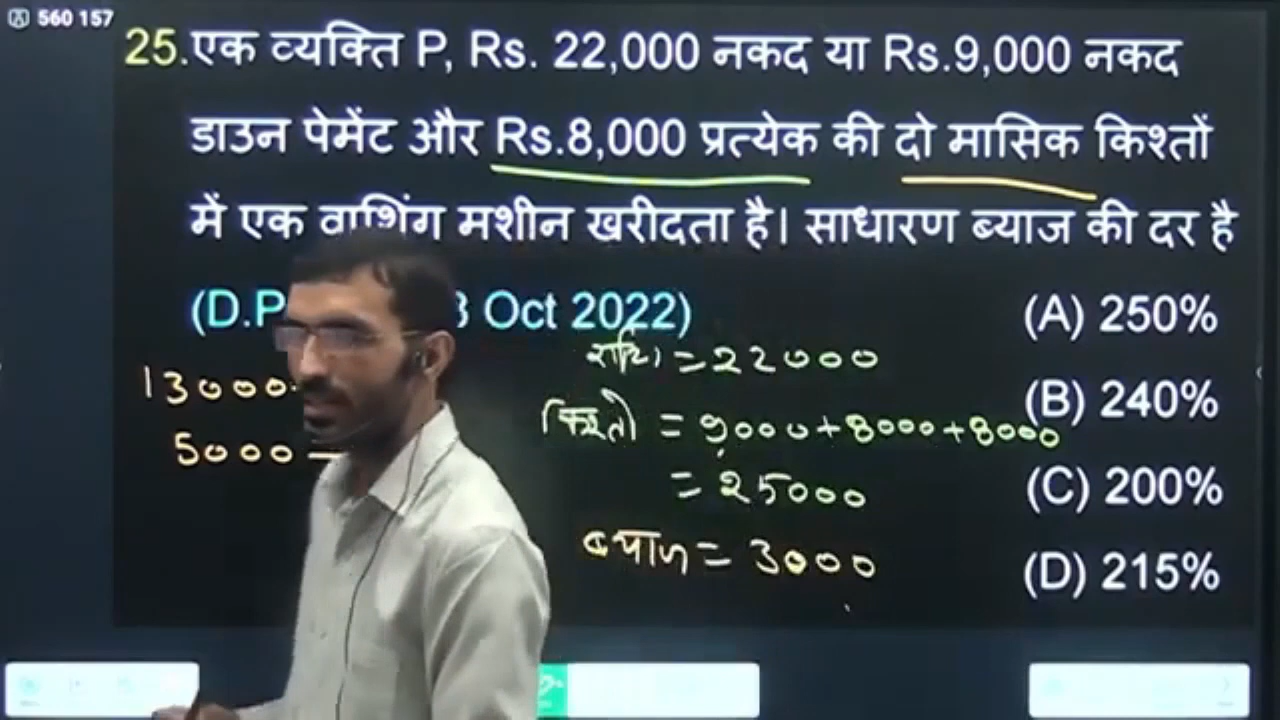 560 157
25.एक व्यक्ति P, Rs. 22,000 नकद या Rs.9,000 नकद
डाउन पेमेंट और Rs.8,000 प्रत्येक की दो मासिक किश्तों
में एक वाशिंग मशीन खरीदता है। साधारण ब्याज की दर है
(D.P 3 Oct 2022)
(A) 250%
राशि = 22000
13000
(B) 240%
किश्तों = 9000+8000+8000
5000 —
= 25000
(C) 200%
ब्याज = 3000
(D) 215%